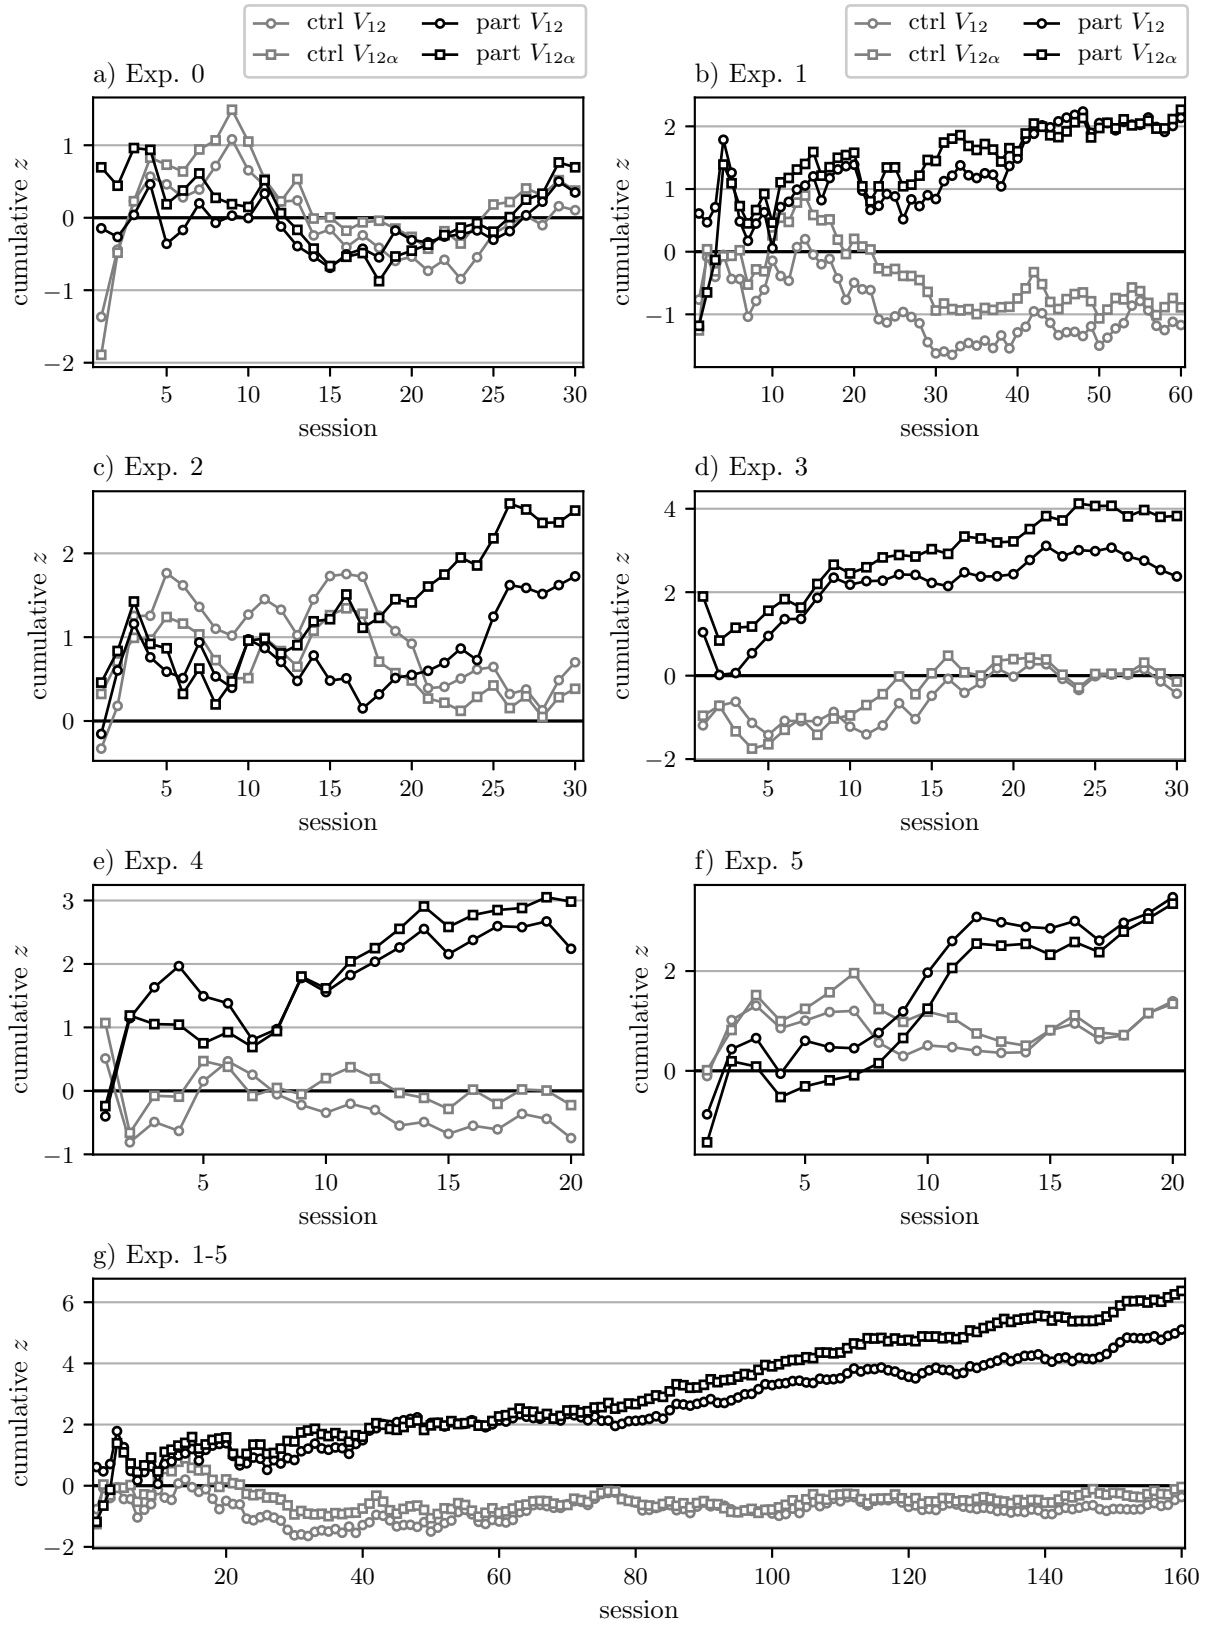 ctrl V₁₂ part V₁₂
ctrl V₁₂α part V₁₂α
ctrl V₁₂ part V₁₂
ctrl V₁₂α part V₁₂α
a) Exp. 0
cumulative z
1
0
−1
−2
5 10 15 20 25 30
session
b) Exp. 1
cumulative z
2
1
0
−1
10 20 30 40 50 60
session
c) Exp. 2
cumulative z
2
1
0
5 10 15 20 25 30
session
d) Exp. 3
cumulative z
4
2
0
−2
5 10 15 20 25 30
session
e) Exp. 4
cumulative z
3
2
1
0
−1
5 10 15 20
session
f) Exp. 5
cumulative z
2
0
5 10 15 20
session
g) Exp. 1-5
cumulative z
6
4
2
0
−2
20 40 60 80 100 120 140 160
session